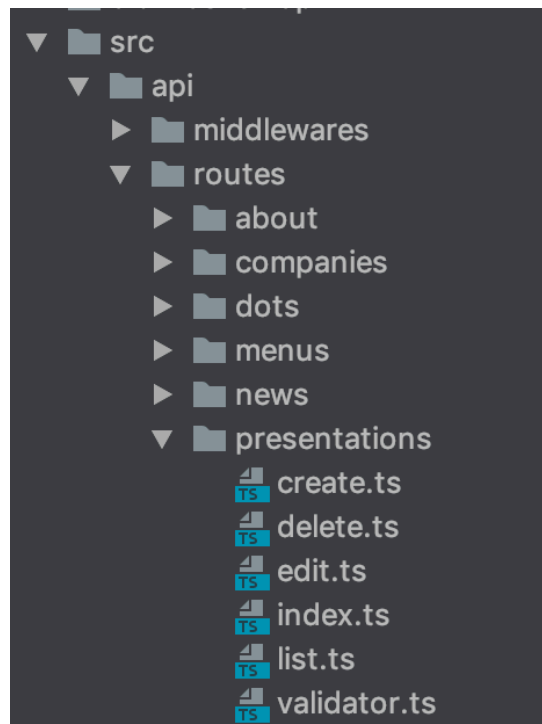 src
api
middlewares
routes
about
companies
dots
menus
news
presentations
TS create.ts
TS delete.ts
TS edit.ts
TS index.ts
TS list.ts
TS validator.ts